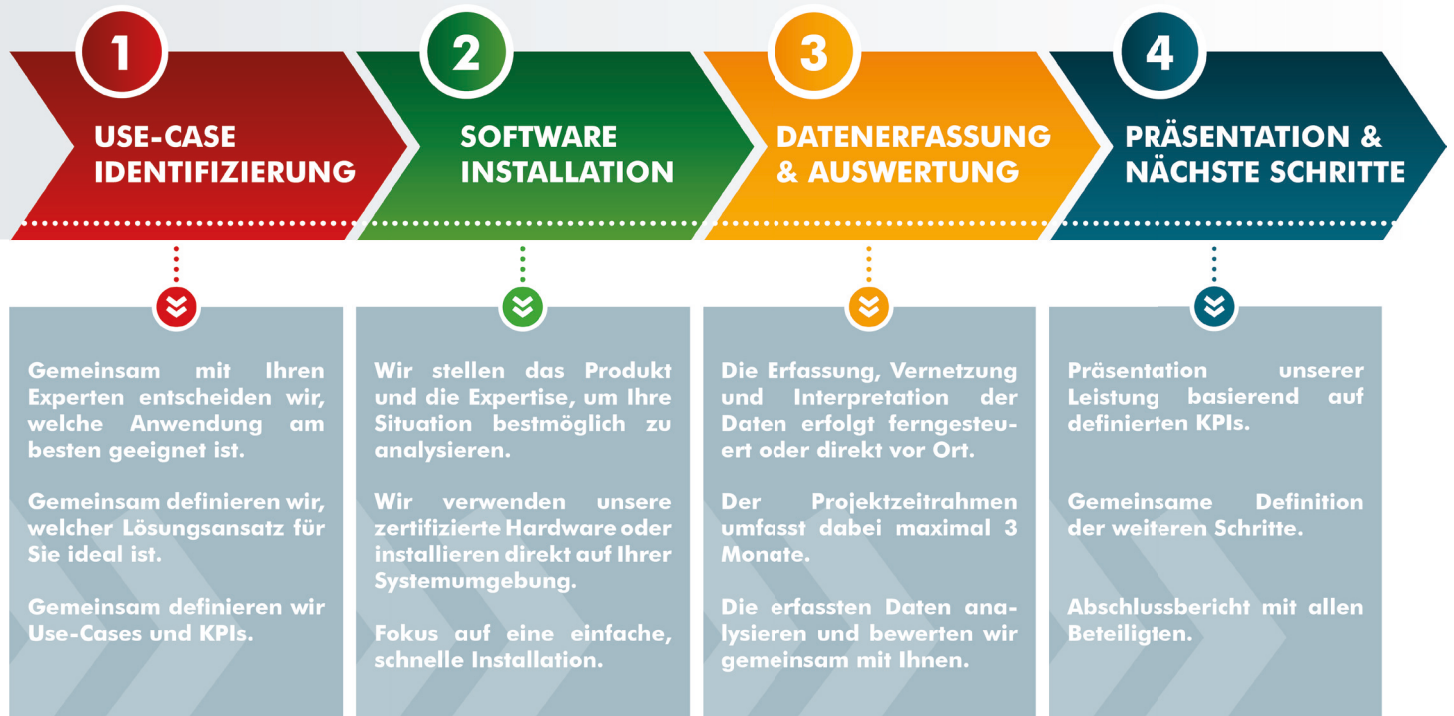 1
USE-CASE
IDENTIFIZIERUNG
Gemeinsam mit Ihren
Experten entscheiden wir,
welche Anwendung am
besten geeignet ist.
Gemeinsam definieren wir,
welcher Lösungsansatz für
Sie ideal ist.
Gemeinsam definieren wir
Use-Cases und KPIs.
2
SOFTWARE
INSTALLATION
Wir stellen das Produkt
und die Expertise, um Ihre
Situation bestmöglich zu
analysieren.
Wir verwenden unsere
zertifizierte Hardware oder
installieren direkt auf Ihrer
Systemumgebung.
Fokus auf eine einfache,
schnelle Installation.
3
DATENERFASSUNG
& AUSWERTUNG
Die Erfassung, Vernetzung
und Interpretation der
Daten erfolgt ferngesteu-
ert oder direkt vor Ort.
Der Projektzeitrahmen
umfasst dabei maximal 3
Monate.
Die erfassten Daten ana-
lysieren und bewerten wir
gemeinsam mit Ihnen.
4
PRÄSENTATION &
NÄCHSTE SCHRITTE
Präsentation unserer
Leistung basierend auf
definierten KPIs.
Gemeinsame Definition
der weiteren Schritte.
Abschlussbericht mit allen
Beteiligten.